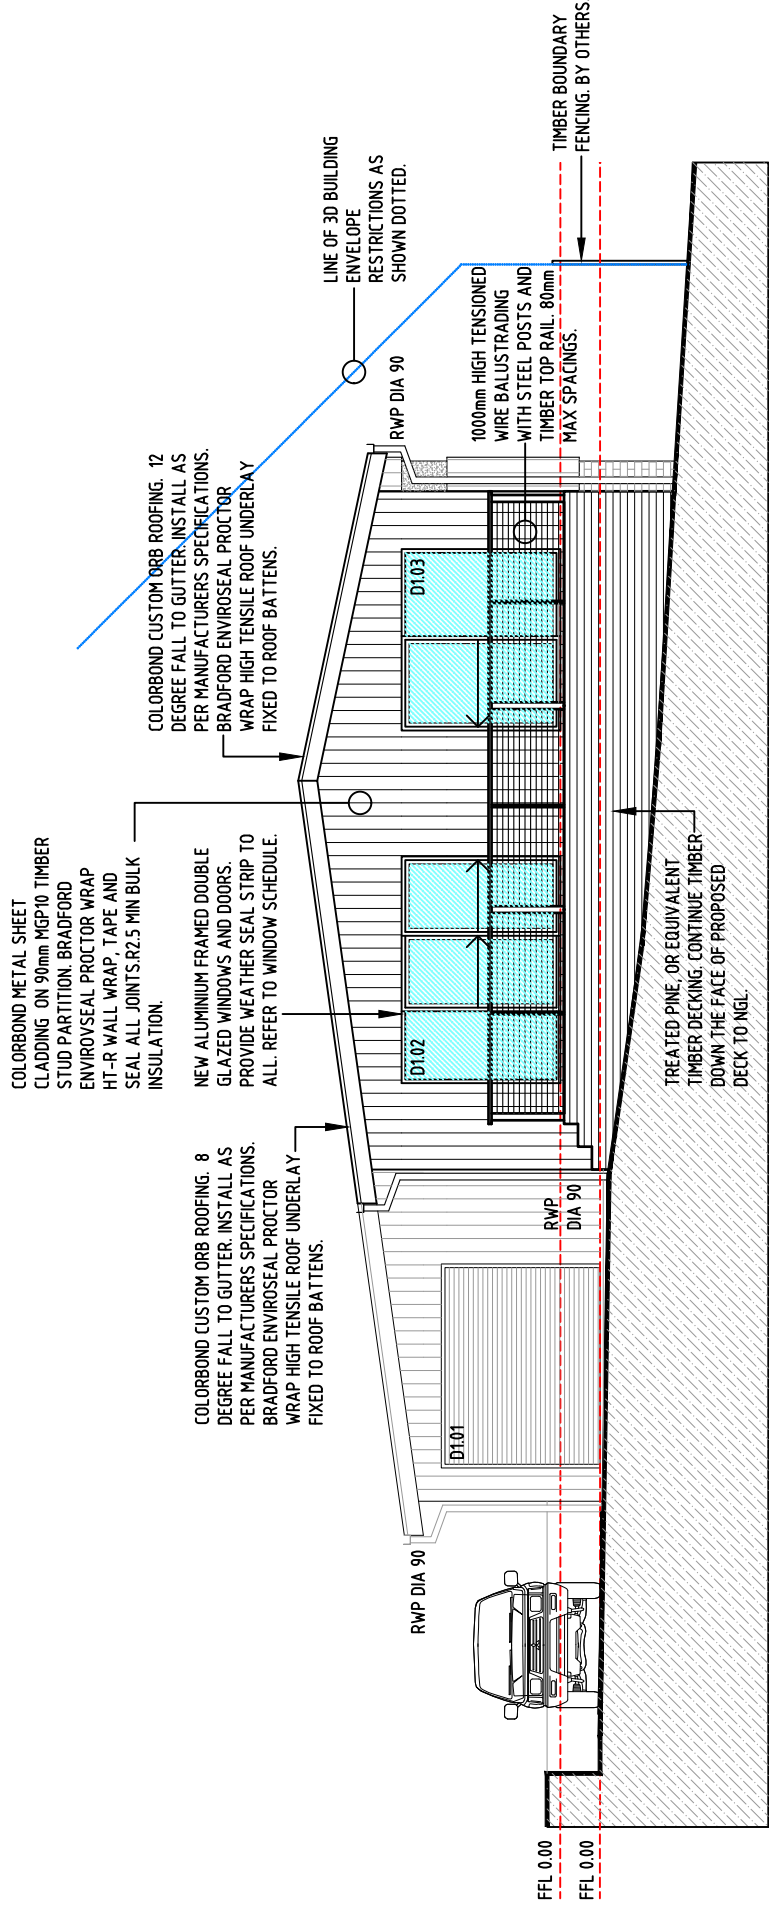 COLORBOND METAL SHEET
CLADDING ON 90mm MGP10 TIMBER
STUD PARTITION. BRADFORD
ENVIROVSEAL PROCTOR WRAP
HT-R WALL WRAP, TAPE AND
SEAL ALL JOINTS.R2.5 MIN BULK
INSULATION.
COLORBOND CUSTOM ORB ROOFING. 8
DEGREE FALL TO GUTTER. INSTALL AS
PER MANUFACTURERS SPECIFICATIONS.
BRADFORD ENVIROSEAL PROCTOR
WRAP HIGH TENSILE ROOF UNDERLAY
FIXED TO ROOF BATTENS.
NEW ALUMINIUM FRAMED DOUBLE
GLAZED WINDOWS AND DOORS.
PROVIDE WEATHER SEAL STRIP TO
ALL. REFER TO WINDOW SCHEDULE.
COLORBOND CUSTOM ORB ROOFING. 12
DEGREE FALL TO GUTTER. INSTALL AS
PER MANUFACTURERS SPECIFICATIONS.
BRADFORD ENVIROSEAL PROCTOR
WRAP HIGH TENSILE ROOF UNDERLAY
FIXED TO ROOF BATTENS.
LINE OF 3D BUILDING
ENVELOPE
RESTRICTIONS AS
SHOWN DOTTED.
RWP DIA 90
RWP DIA 90
D1.01
D1.02
D1.03
1000mm HIGH TENSIONED
WIRE BALUSTRADING
WITH STEEL POSTS AND
TIMBER TOP RAIL. 80mm
MAX SPACINGS.
TIMBER BOUNDARY
FENCING. BY OTHERS
RWP
DIA 90
FFL 0.00
FFL 0.00
TREATED PINE, OR EQUIVALENT
TIMBER DECKING. CONTINUE TIMBER
DOWN THE FACE OF PROPOSED
DECK TO NGL.